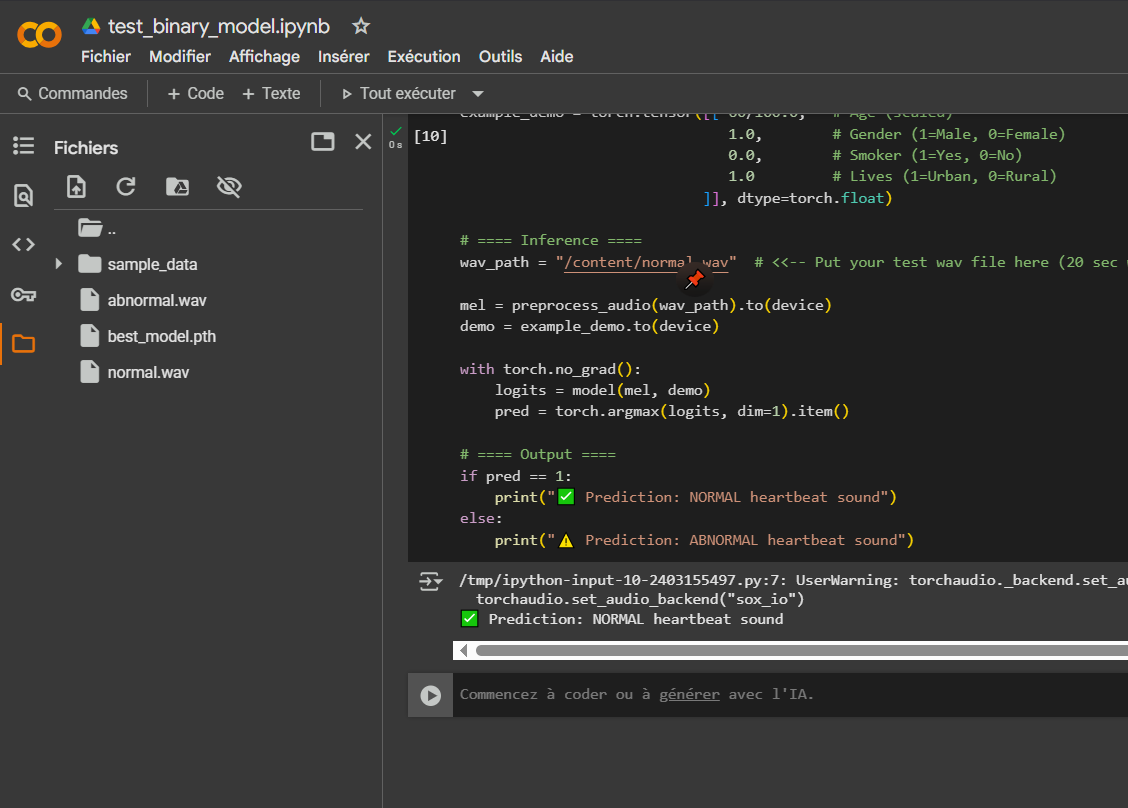 test_binary_model.ipynb
Fichier Modifier Affichage Insérer Exécution Outils Aide
Commandes + Code + Texte Tout exécuter
Fichiers
..
sample_data
abnormal.wav
best_model.pth
normal.wav
0 s
[10]
example_demo = torch.tensor([[ 60/100.0, # Age (scaled)
1.0, # Gender (1=Male, 0=Female)
0.0, # Smoker (1=Yes, 0=No)
1.0 # Lives (1=Urban, 0=Rural)
]], dtype=torch.float)
# ==== Inference ====
wav_path = "/content/normal.wav" # <<-- Put your test wav file here (20 sec
mel = preprocess_audio(wav_path).to(device)
demo = example_demo.to(device)
with torch.no_grad():
logits = model(mel, demo)
pred = torch.argmax(logits, dim=1).item()
# ==== Output ====
if pred == 1:
print("✅ Prediction: NORMAL heartbeat sound")
else:
print("⚠️ Prediction: ABNORMAL heartbeat sound")
/tmp/ipython-input-10-2403155497.py:7: UserWarning: torchaudio._backend.set_au
torchaudio.set_audio_backend("sox_io")
✅ Prediction: NORMAL heartbeat sound
Commencez à coder ou à générer avec l'IA.